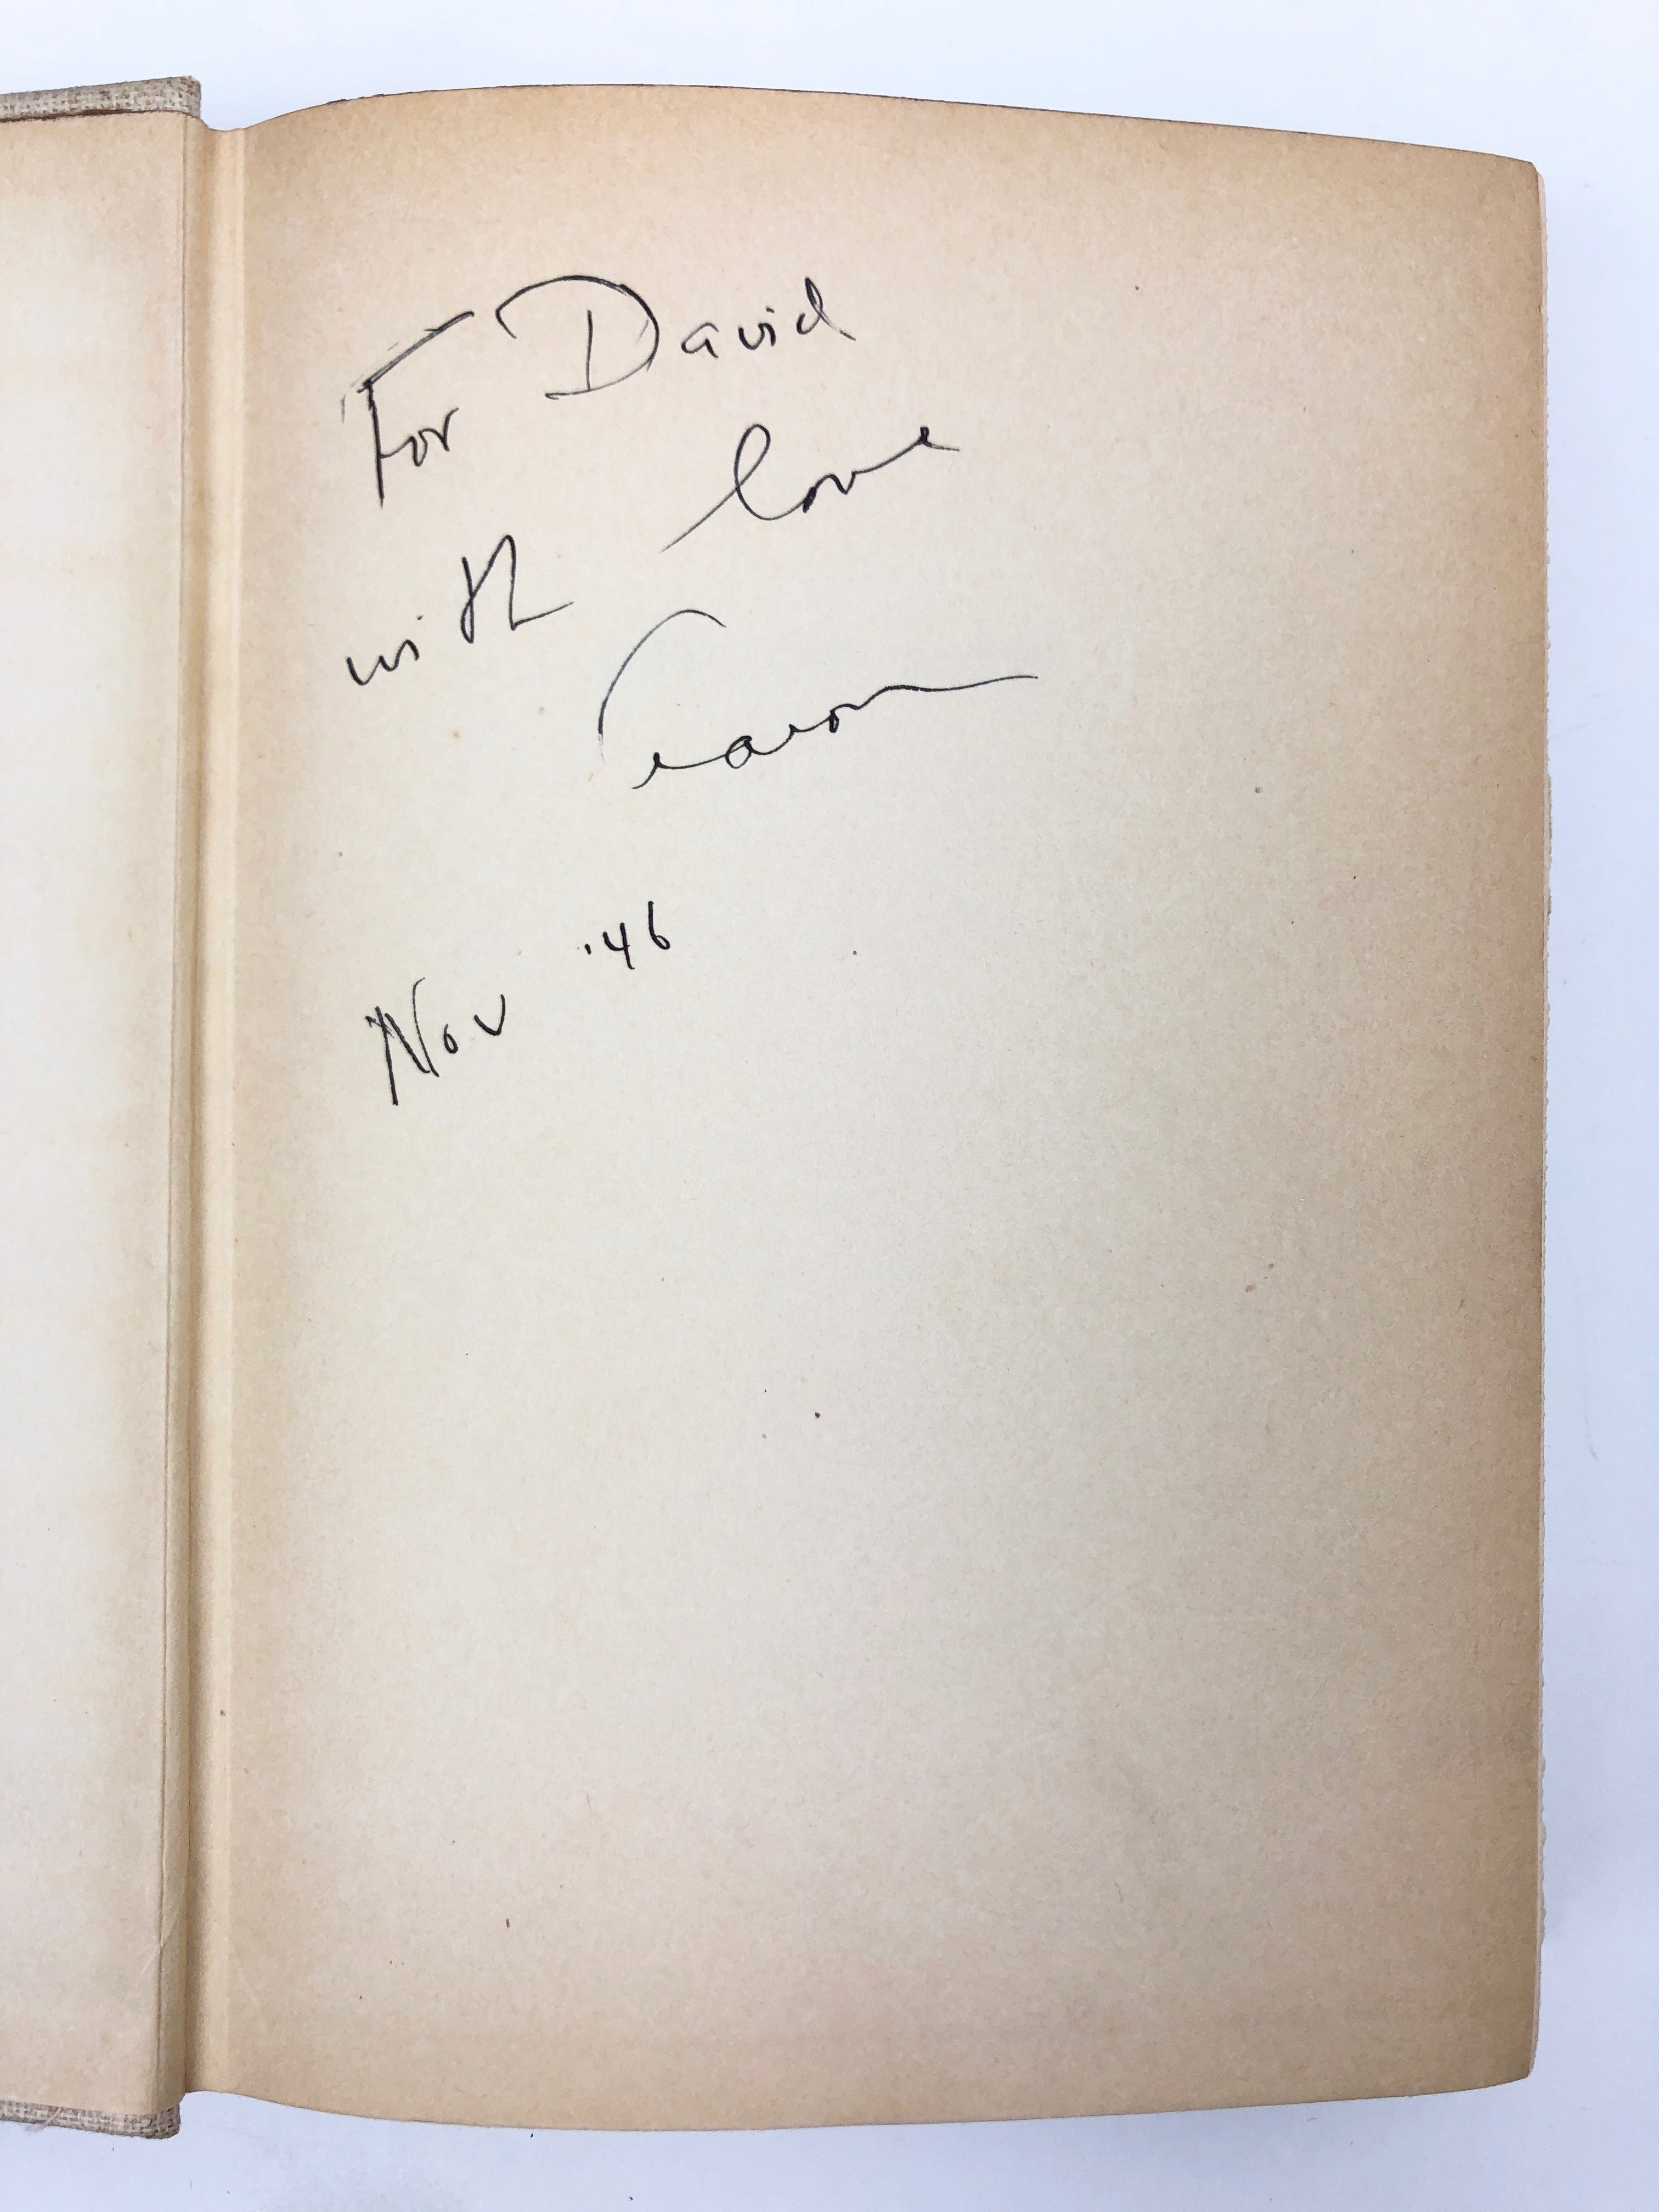 For David
with love
Nov '46